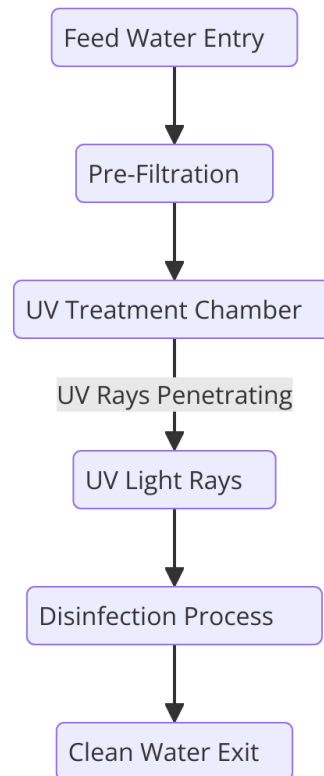 Feed Water Entry
Pre-Filtration
UV Treatment Chamber
UV Rays Penetrating
UV Light Rays
Disinfection Process
Clean Water Exit